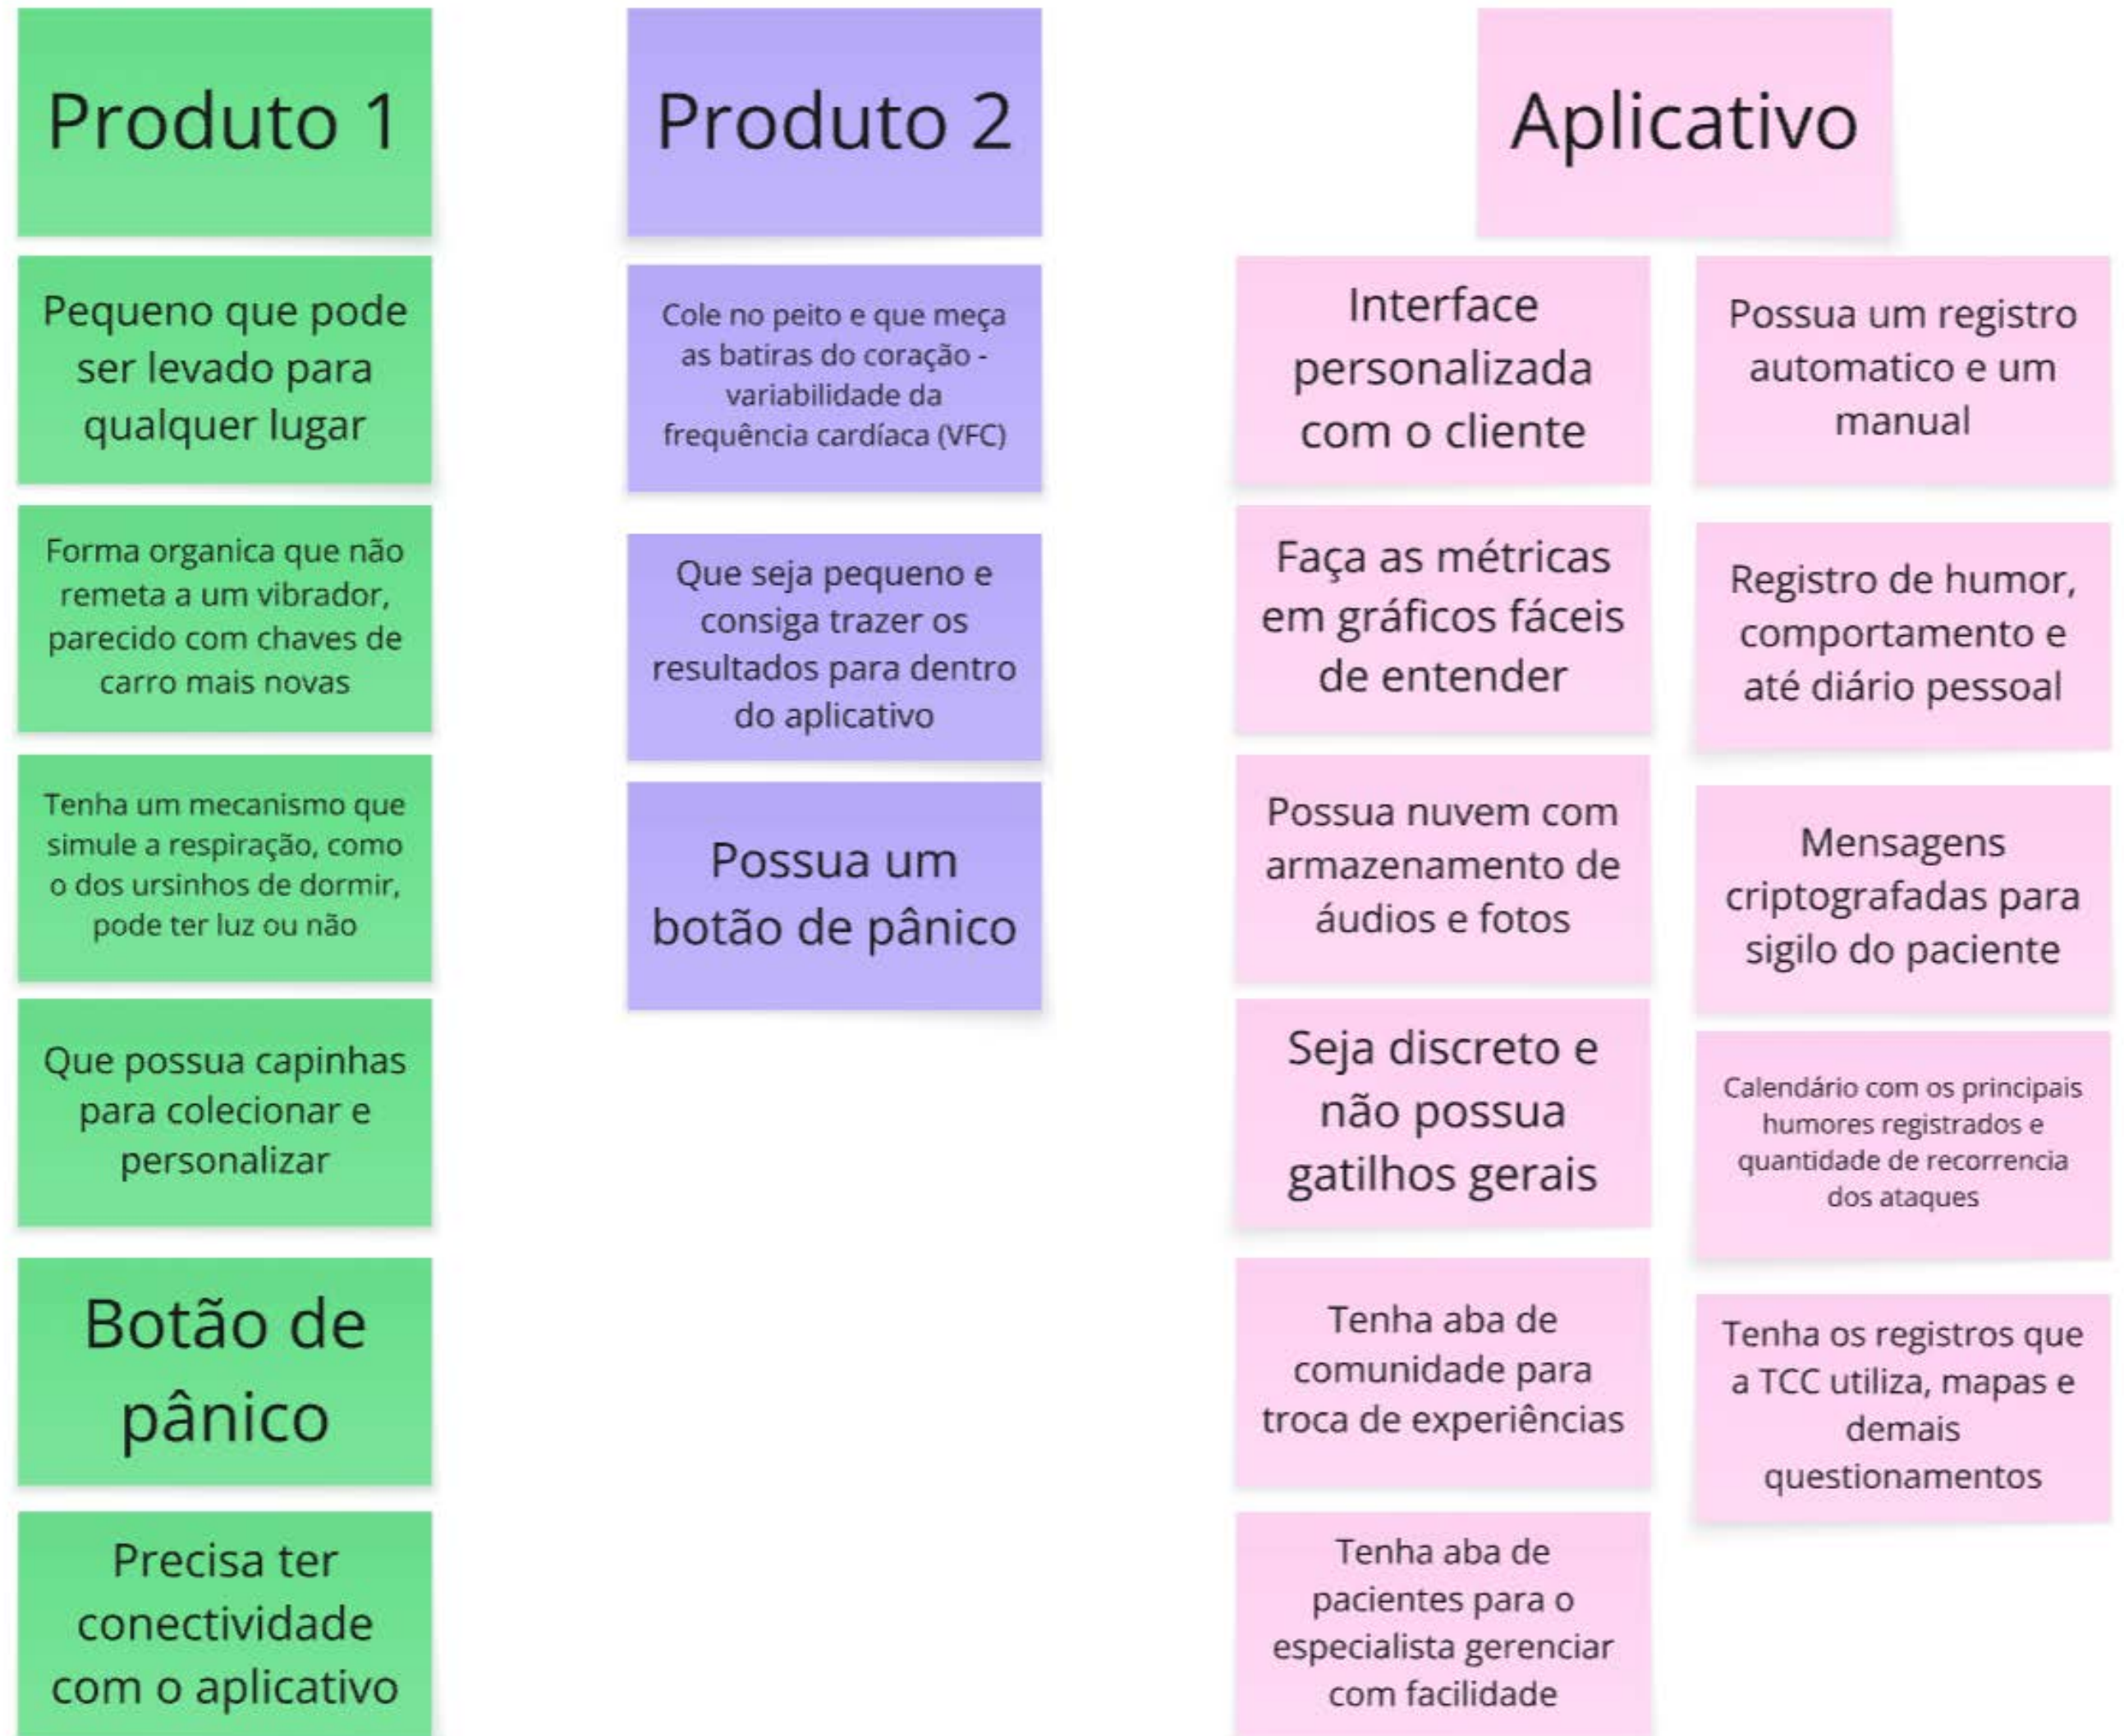 Produto 1
Pequeno que pode
ser levado para
qualquer lugar
Forma organica que não
remeta a um vibrador,
parecido com chaves de
carro mais novas
Tenha um mecanismo que
simule a respiração, como
o dos ursinhos de dormir,
pode ter luz ou não
Que possua capinhas
para colecionar e
personalizar
Botão de
pânico
Precisa ter
conectividade
com o aplicativo
Produto 2
Cole no peito e que meça
as batiras do coração -
variabilidade da
frequência cardíaca (VFC)
Que seja pequeno e
consiga trazer os
resultados para dentro
do aplicativo
Possua um
botão de pânico
Aplicativo
Interface
personalizada
com o cliente
Faça as métricas
em gráficos fáceis
de entender
Possua nuvem com
armazenamento de
áudios e fotos
Seja discreto e
não possua
gatilhos gerais
Tenha aba de
comunidade para
troca de experiências
Tenha aba de
pacientes para o
especialista gerenciar
com facilidade
Possua um registro
automatico e um
manual
Registro de humor,
comportamento e
até diário pessoal
Mensagens
criptografadas para
sigilo do paciente
Calendário com os principais
humores registrados e
quantidade de recorrencia
dos ataques
Tenha os registros que
a TCC utiliza, mapas e
demais
questionamentos